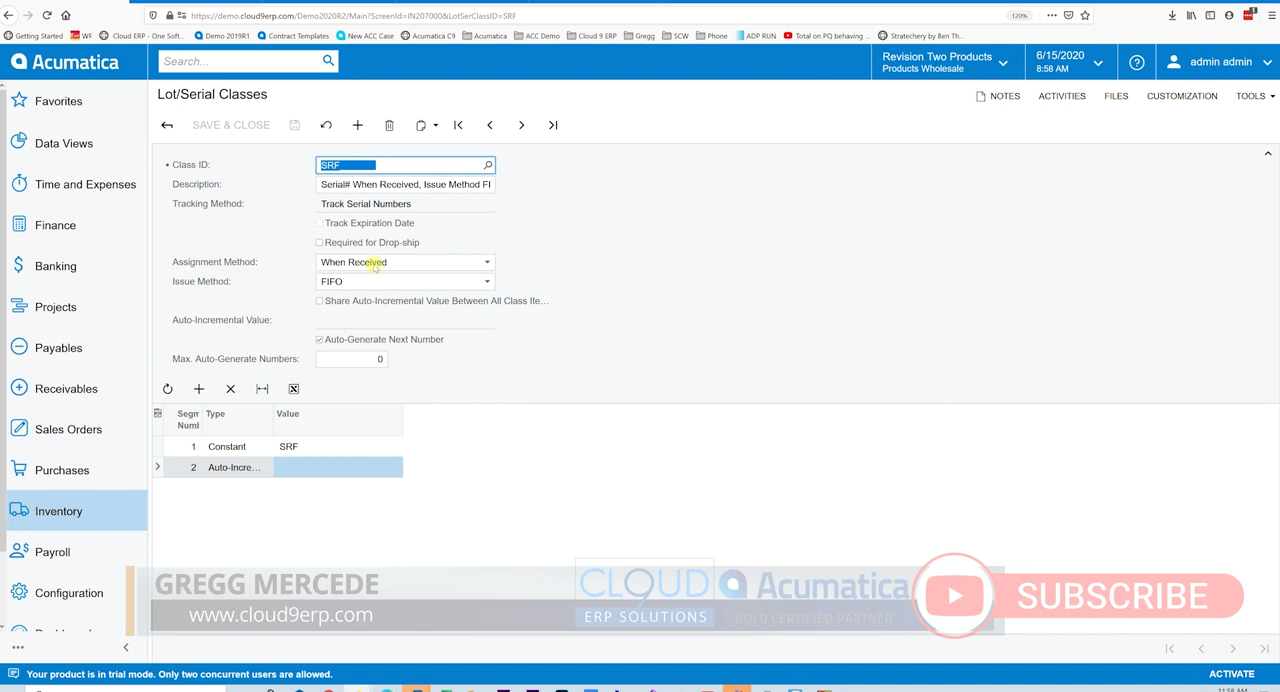 https://demo.cloud9erp.com/Demo2020R2/Main?ScreenId=IN207000&LotSerClassID=SRF
120%
Getting Started
WF
Cloud ERP - One Soft...
Demo 2019R1
Contract Templates
New ACC Case
Acumatica C9
Acumatica
ACC Demo
Cloud 9 ERP
Gregg
SCW
Phone
ADP RUN
Total on PQ behaving ...
Stratechery by Ben Th...
Acumatica
Search...
Revision Two Products
Products Wholesale
6/15/2020
8:58 AM
admin admin
Favorites
Data Views
Time and Expenses
Finance
Banking
Projects
Payables
Receivables
Sales Orders
Purchases
Inventory
Payroll
Configuration
Lot/Serial Classes
NOTES
ACTIVITIES
FILES
CUSTOMIZATION
TOOLS
SAVE & CLOSE
• Class ID: SRF
Description: Serial# When Received, Issue Method FI
Tracking Method: Track Serial Numbers
Track Expiration Date
Required for Drop-ship
Assignment Method: When Received
Issue Method: FIFO
Share Auto-Incremental Value Between All Class Ite...
Auto-Incremental Value:
Auto-Generate Next Number
Max. Auto-Generate Numbers: 0
Segm Numb Type Value
1 Constant SRF
2 Auto-Incre...
GREGG MERCEDE
www.cloud9erp.com
CLOUD 9
ERP SOLUTIONS
Acumatica
GOLD CERTIFIED PARTNER
SUBSCRIBE
Your product is in trial mode. Only two concurrent users are allowed.
ACTIVATE
11:58 AM